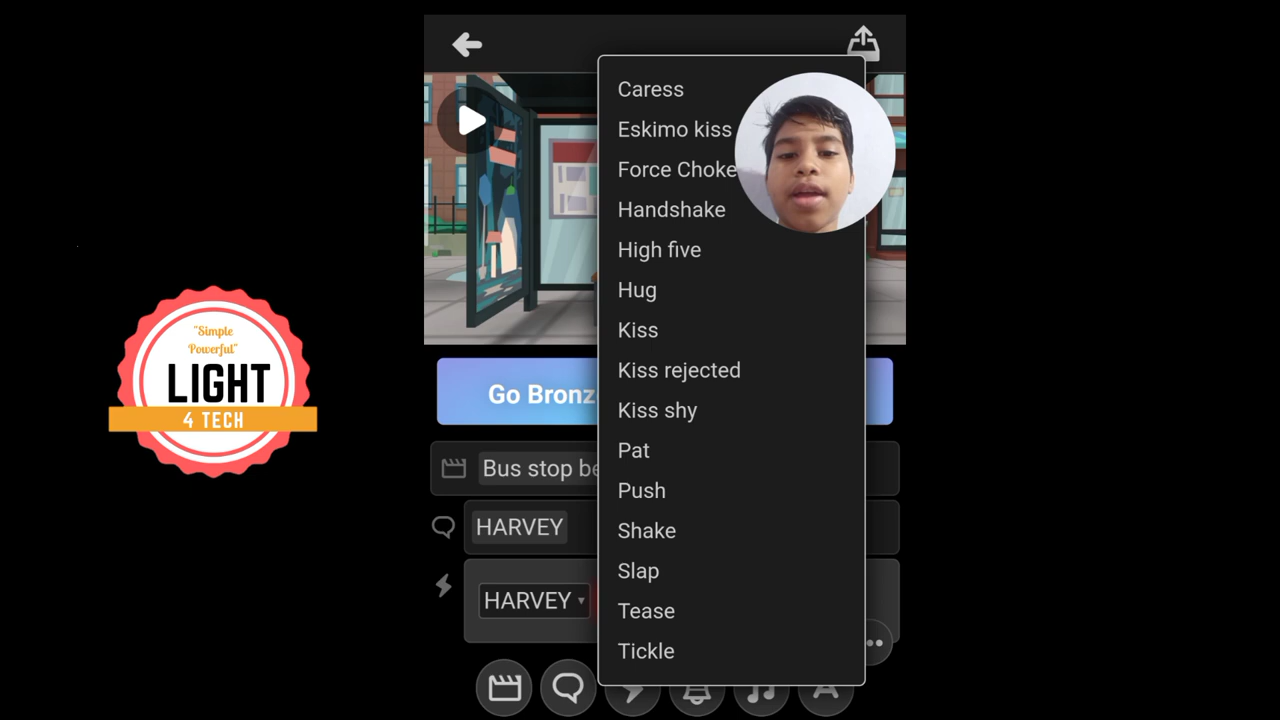 Caress
Eskimo kiss
Force Choke
Handshake
High five
Hug
Kiss
Kiss rejected
Kiss shy
Pat
Push
Shake
Slap
Tease
Tickle
Go Bronz
Bus stop be
HARVEY
HARVEY
"Simple
Powerful"
LIGHT
4 TECH
A